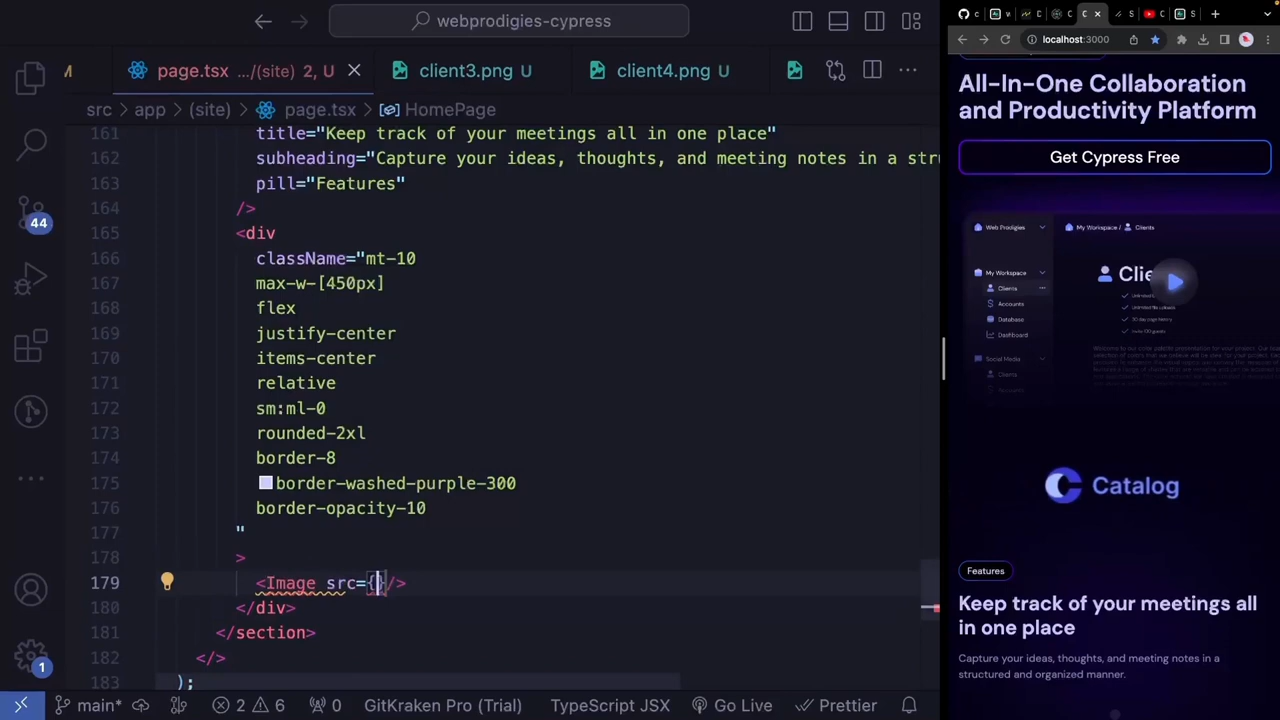 webprodigies-cypress
M
page.tsx .../(site) 2, U
client3.png U
client4.png U
src app (site) page.tsx HomePage
161 title="Keep track of your meetings all in one place"
162 subheading="Capture your ideas, thoughts, and meeting notes in a stru
163 pill="Features"
164 />
165 <div
166 className="mt-10
167 max-w-[450px]
168 flex
169 justify-center
170 items-center
171 relative
172 sm:ml-0
173 rounded-2xl
174 border-8
175 border-washed-purple-300
176 border-opacity-10
177 "
178 >
179 <Image src={}/>
180 </div>
181 </section>
182 </>
183 );
44
1
main* 2 6 0 GitKraken Pro (Trial) TypeScript JSX Go Live Prettier
localhost:3000
All-In-One Collaboration
and Productivity Platform
Get Cypress Free
Web Prodigies
My Workspace / Clients
My Workspace
Clients
Accounts
Database
Dashboard
Social Media
Clients
Clie
Catalog
Features
Keep track of your meetings all
in one place
Capture your ideas, thoughts, and meeting notes in a
structured and organized manner.